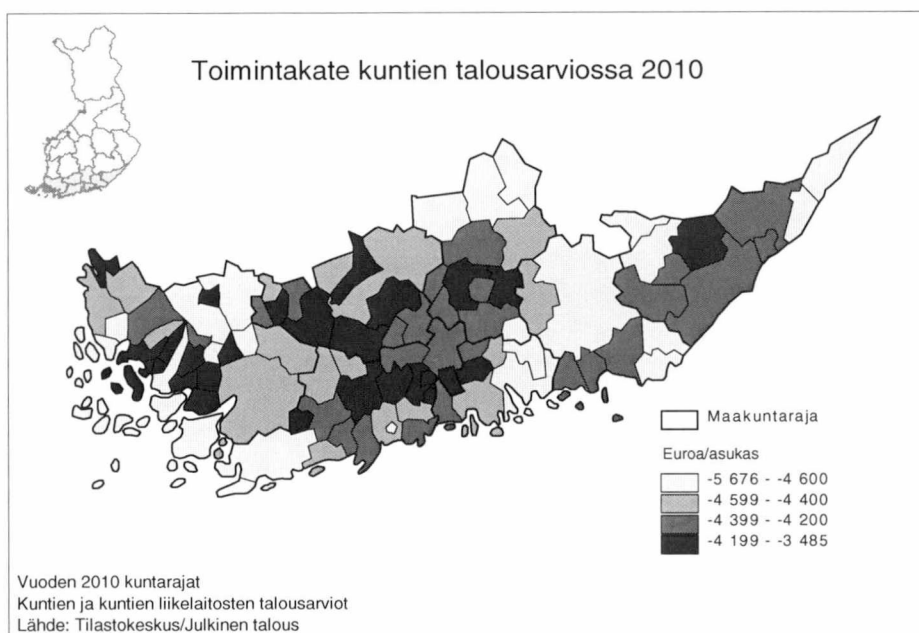 Toimintakate kuntien talousarviossa 2010
Maakuntaraja
Euroa/asukas
-5 676 - -4 600
-4 599 - -4 400
-4 399 - -4 200
-4 199 - -3 485
Vuoden 2010 kuntarajat
Kuntien ja kuntien liikelaitosten talousarviot
Lähde: Tilastokeskus/Julkinen talous